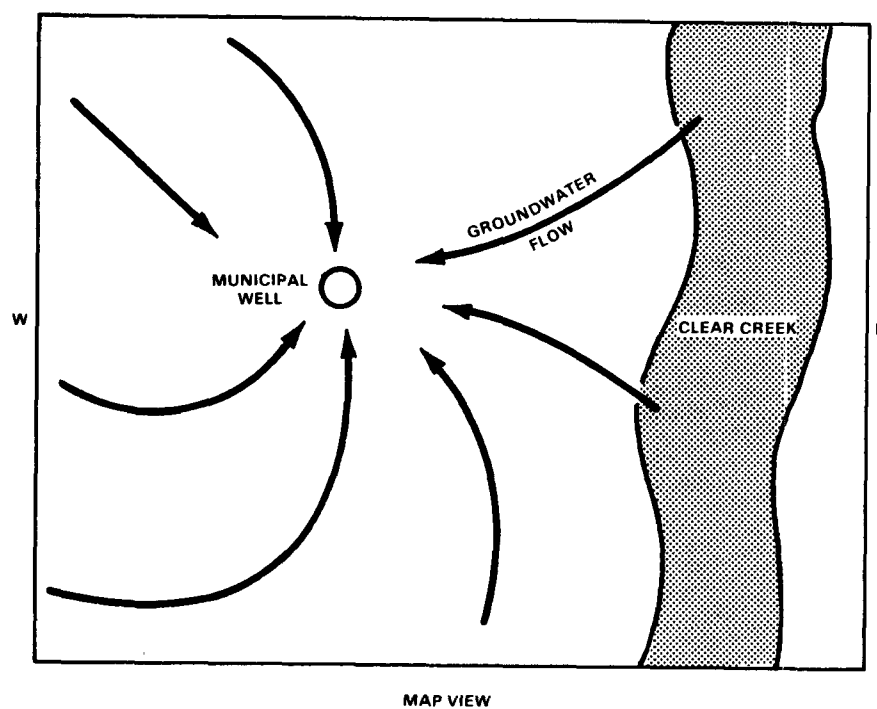 GROUNDWATER
FLOW
MUNICIPAL
WELL
W
CLEAR CREEK
MAP VIEW